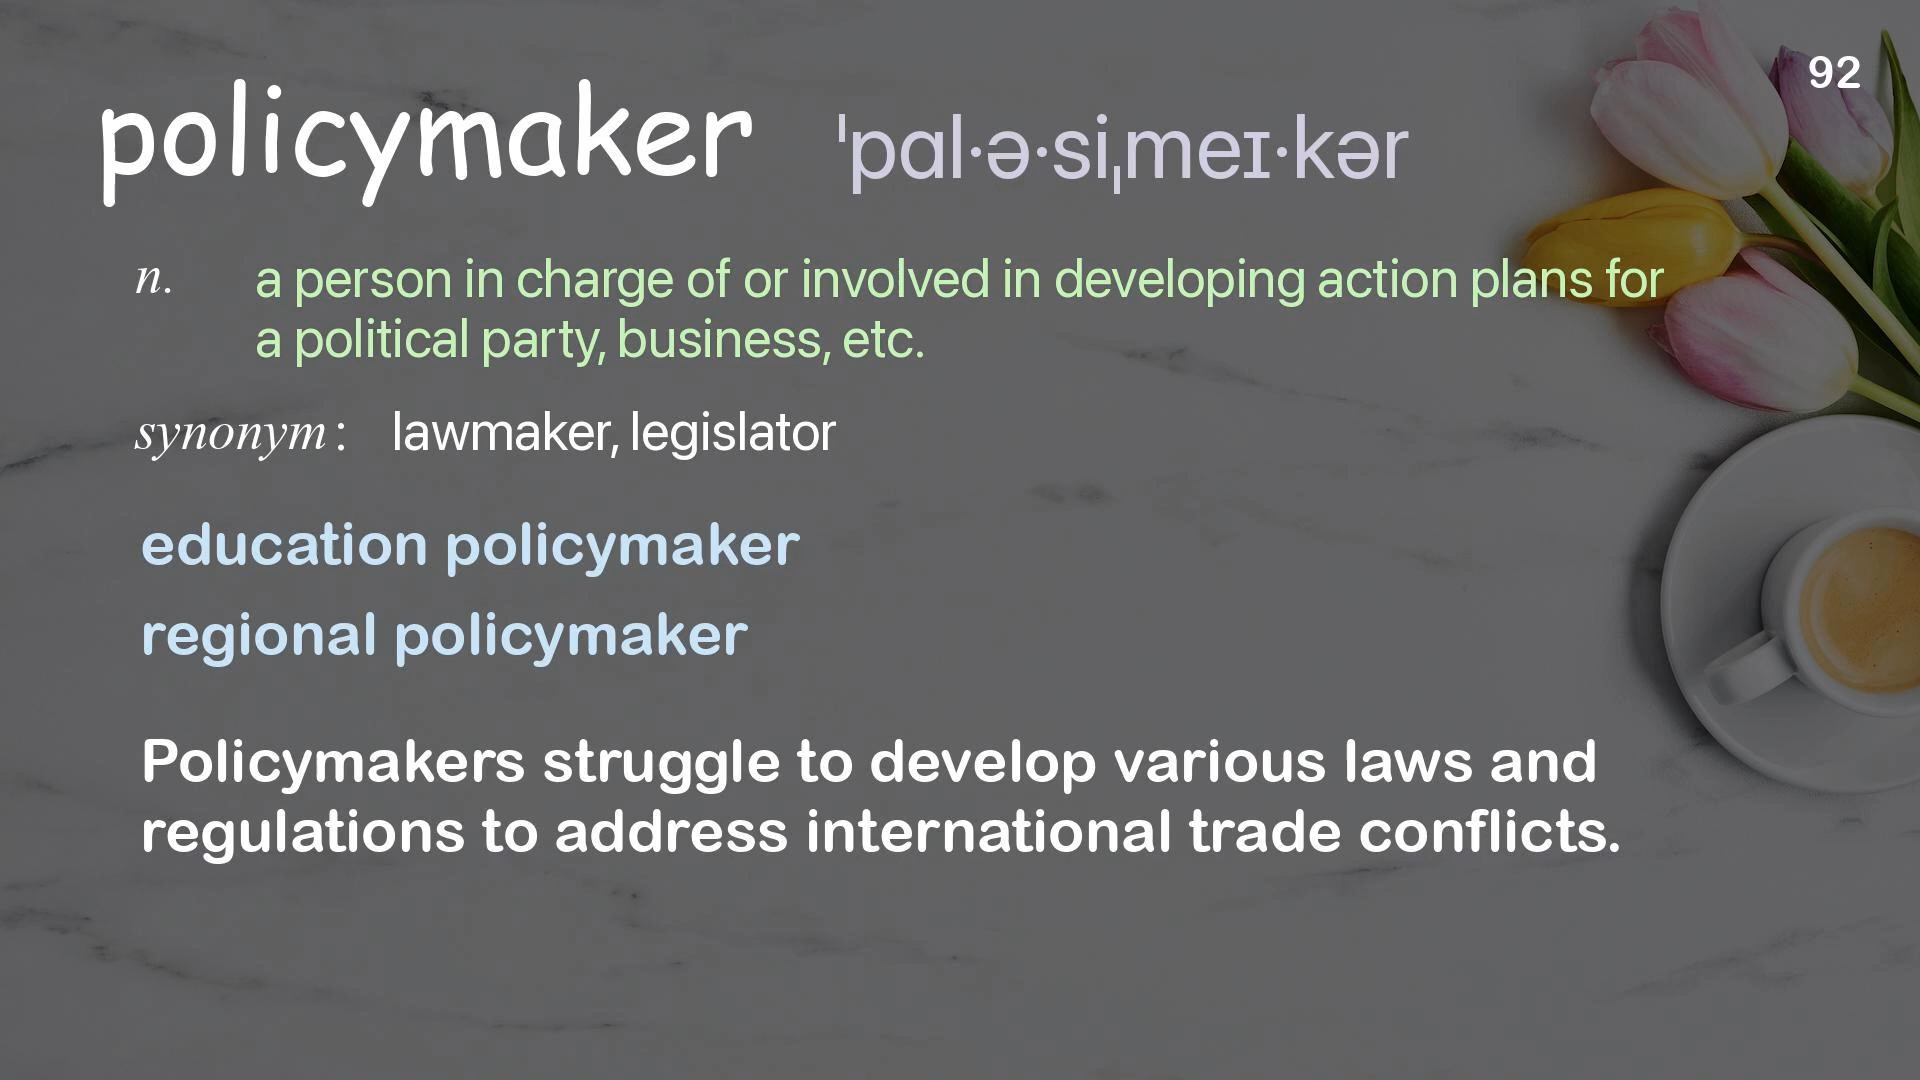 92
policymaker ˈpɑl·ə·siˌmeɪ·kər
n. a person in charge of or involved in developing action plans for
a political party, business, etc.
synonym: lawmaker, legislator
education policymaker
regional policymaker
Policymakers struggle to develop various laws and
regulations to address international trade conflicts.